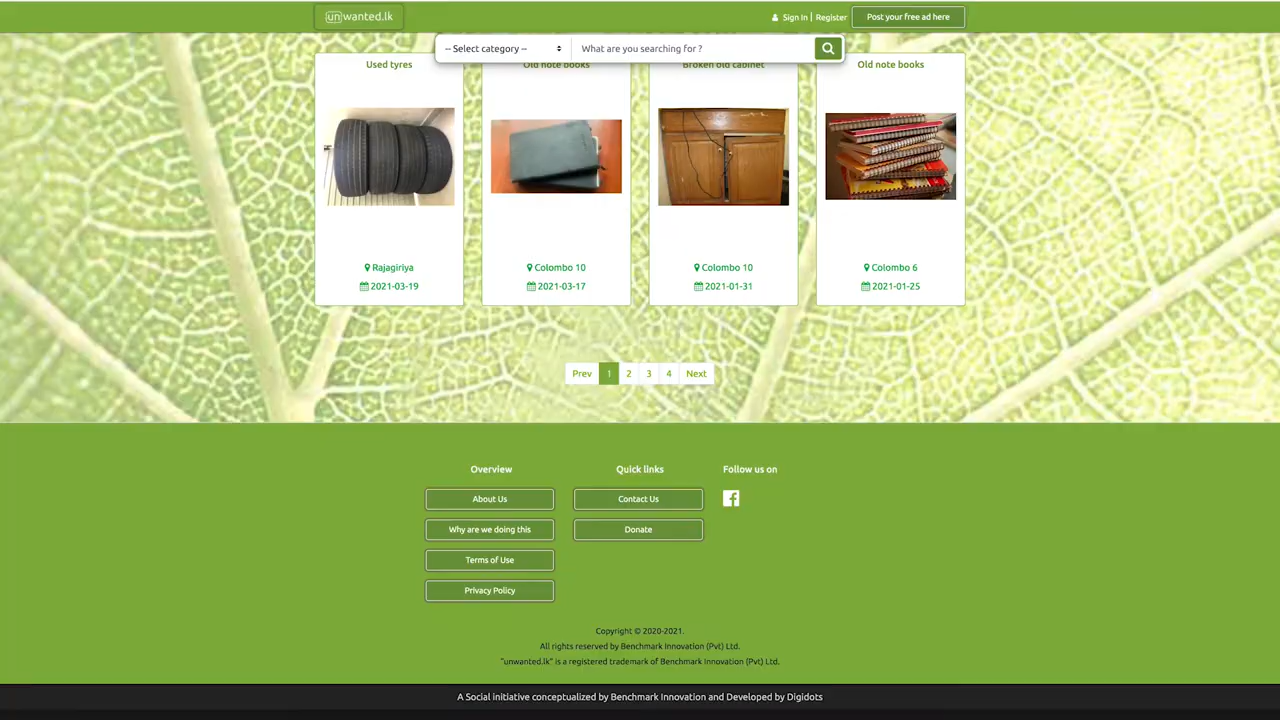 unwanted.lk
Sign In | Register
Post your free ad here
-- Select category --
What are you searching for ?
Used tyres
Old note books
Broken old cabinet
Old note books
Rajagiriya
Colombo 10
Colombo 10
Colombo 6
2021-03-19
2021-03-17
2021-01-31
2021-01-25
Prev 1 2 3 4 Next
Overview
Quick links
Follow us on
About Us
Contact Us
Why are we doing this
Donate
Terms of Use
Privacy Policy
Copyright © 2020-2021.
All rights reserved by Benchmark Innovation (Pvt) Ltd.
"unwanted.lk" is a registered trademark of Benchmark Innovation (Pvt) Ltd.
A Social initiative conceptualized by Benchmark Innovation and Developed by Digidots